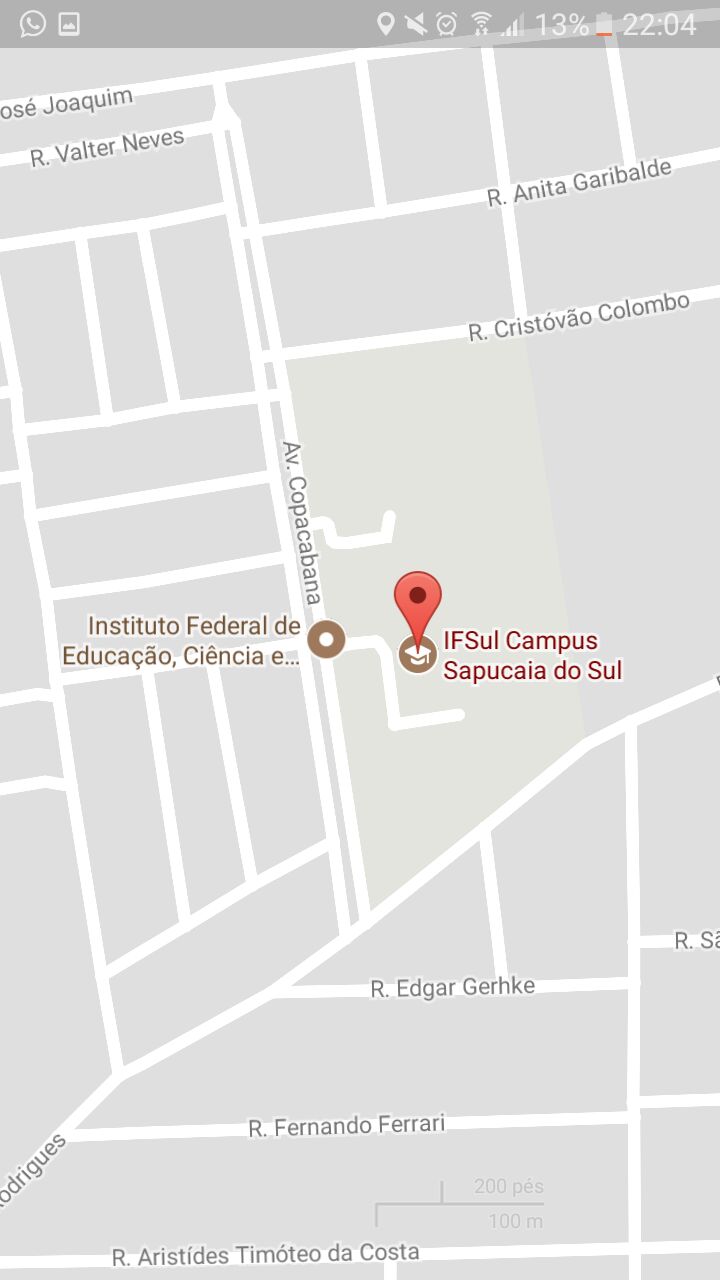 13% 22:04
osé Joaquim
R. Valter Neves
R. Anita Garibalde
R. Cristóvão Colombo
Av. Copacabana
Instituto Federal de
Educação, Ciência e...
IFSul Campus
Sapucaia do Sul
R. Sã
R. Edgar Gerhke
R. Fernando Ferrari
odrigues
200 pés
100 m
R. Aristídes Timóteo da Costa